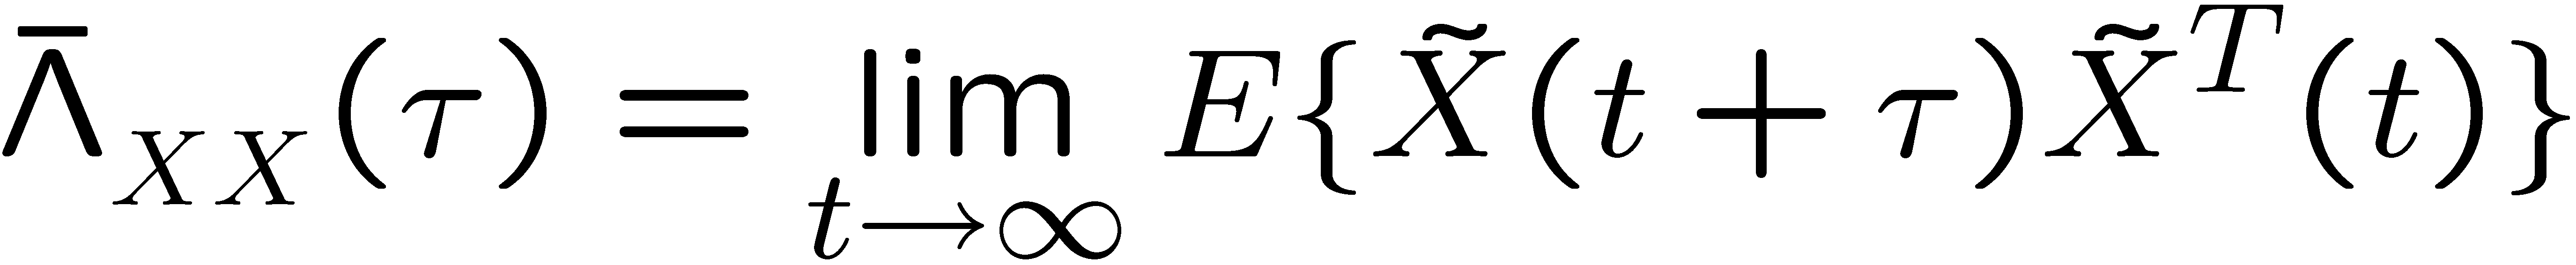 \bar{\Lambda}_{XX}(\tau) = \lim_{t \to \infty} E\{\tilde{X}(t + \tau)\tilde{X}^T(t)\}